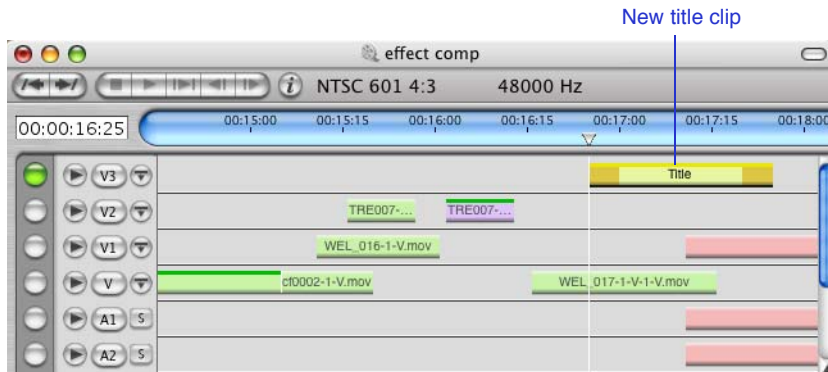 New title clip
effect comp
NTSC 601 4:3 48000 Hz
00:00:16:25 00:15:00 00:15:15 00:16:00 00:16:15 00:17:00 00:17:15 00:18:00
V3 Title
V2 TRE007-... TRE007-...
V1 WEL_016-1-V.mov
V cf0002-1-V.mov WEL_017-1-V-1-V.mov
A1 S
A2 S